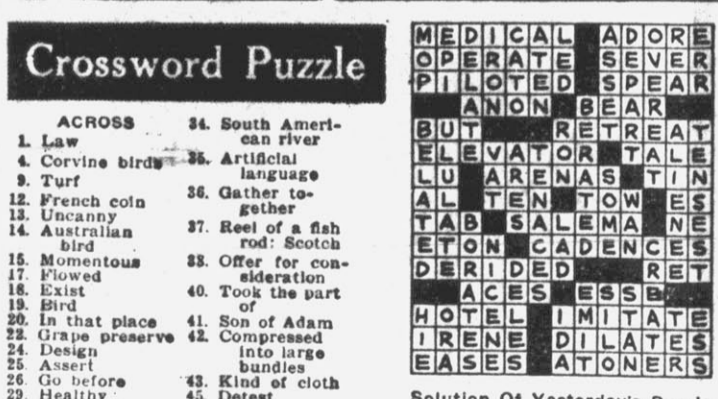 Crossword Puzzle
ACROSS
1. Law
4. Corvine birds
9. Turf
12. French coin
13. Uncanny
14. Australian
bird
15. Momentous
17. Flowed
18. Exist
19. Bird
20. In that place
22. Grape preserve
24. Design
25. Assert
26. Go before
29. Healthy
34. South Ameri-
can river
35. Artificial
language
36. Gather to-
gether
37. Reel of a fish
rod: Scotch
38. Offer for con-
sideration
40. Took the part
of
41. Son of Adam
42. Compressed
into large
bundles
43. Kind of cloth
45. Detest
MEDICAL ADORE
OPERATE SEVER
PILOTED SPEAR
ANON BEAR
BUT RETREAT
ELEVATOR TALE
LU ARENAS TIN
AL TEN TOW ES
TAB SALEMA NE
ETON CADENCES
DERIDED RET
ACES ESSE
HOTEL IMITATE
IRENE DILATES
EASES ATONERS
Solution Of Yesterday's